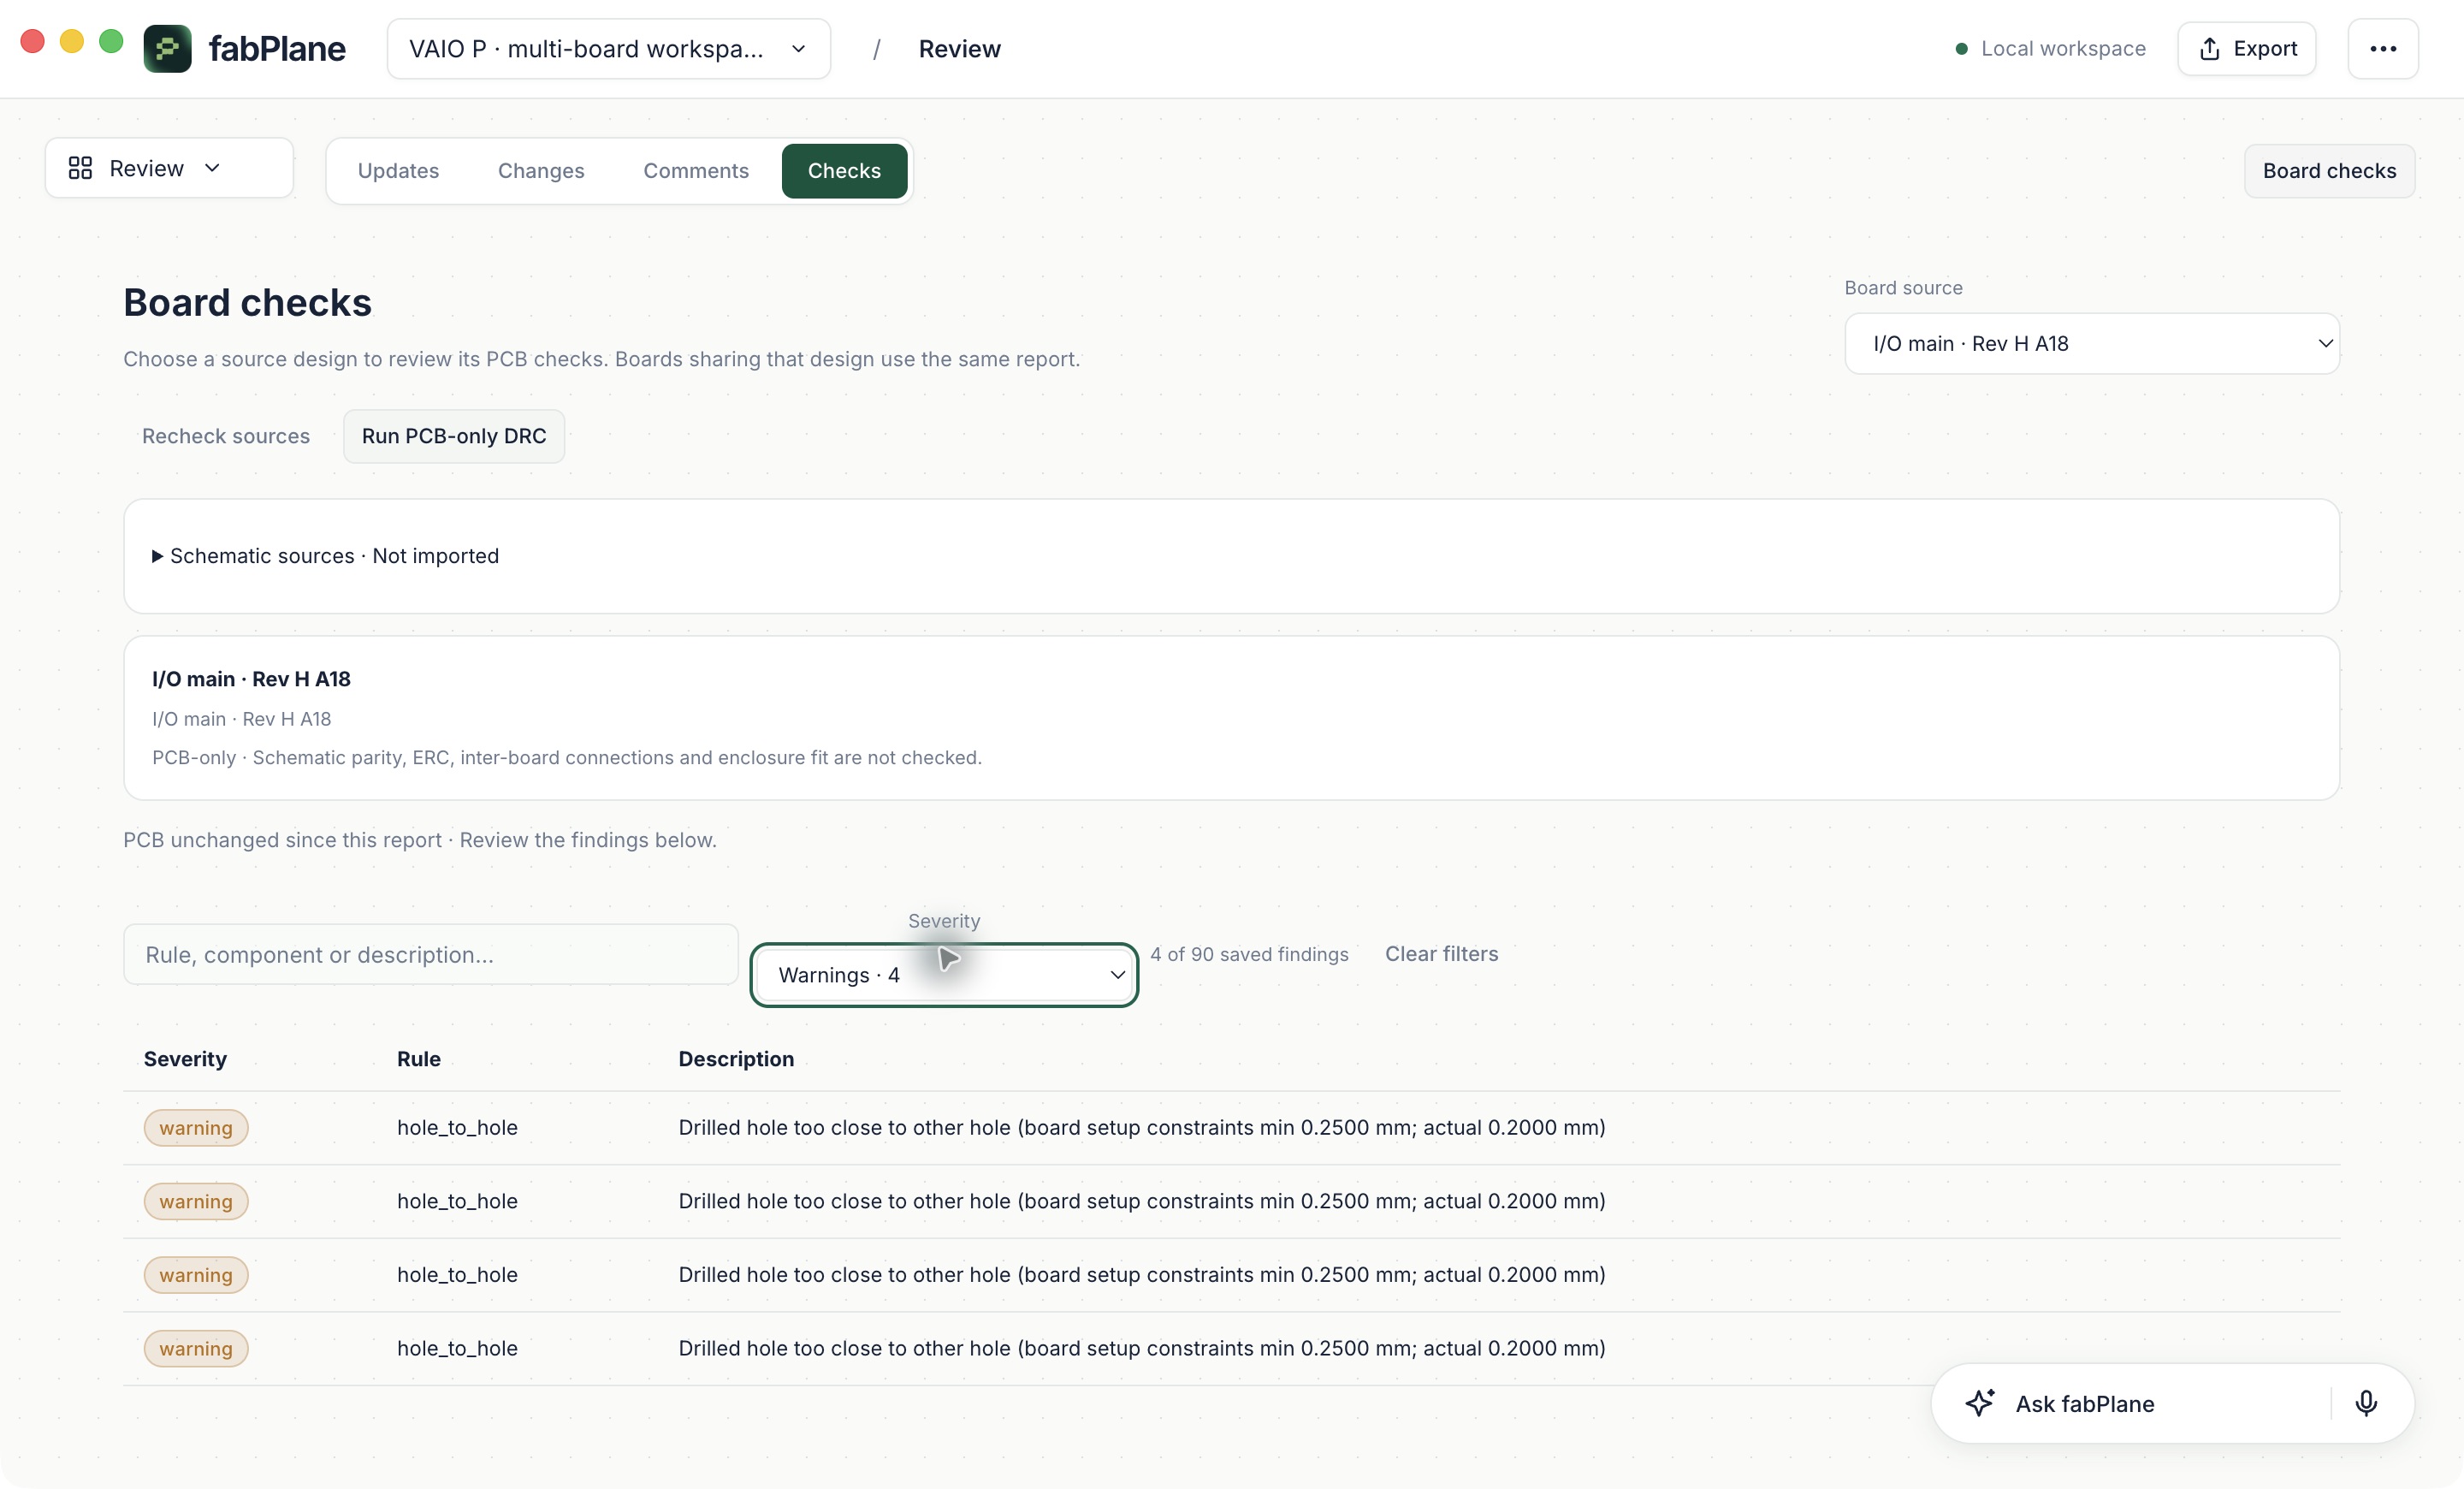 fabPlane
VAIO P · multi-board workspa...
/
Review
Local workspace
Export
Review
Updates
Changes
Comments
Checks
Board checks
Board checks
Board source
I/O main · Rev H A18
Choose a source design to review its PCB checks. Boards sharing that design use the same report.
Recheck sources
Run PCB-only DRC
Schematic sources · Not imported
I/O main · Rev H A18
I/O main · Rev H A18
PCB-only · Schematic parity, ERC, inter-board connections and enclosure fit are not checked.
PCB unchanged since this report · Review the findings below.
Severity
Rule, component or description...
Warnings · 4
4 of 90 saved findings
Clear filters
Severity Rule Description
warning hole_to_hole Drilled hole too close to other hole (board setup constraints min 0.2500 mm; actual 0.2000 mm)
warning hole_to_hole Drilled hole too close to other hole (board setup constraints min 0.2500 mm; actual 0.2000 mm)
warning hole_to_hole Drilled hole too close to other hole (board setup constraints min 0.2500 mm; actual 0.2000 mm)
warning hole_to_hole Drilled hole too close to other hole (board setup constraints min 0.2500 mm; actual 0.2000 mm)
Ask fabPlane